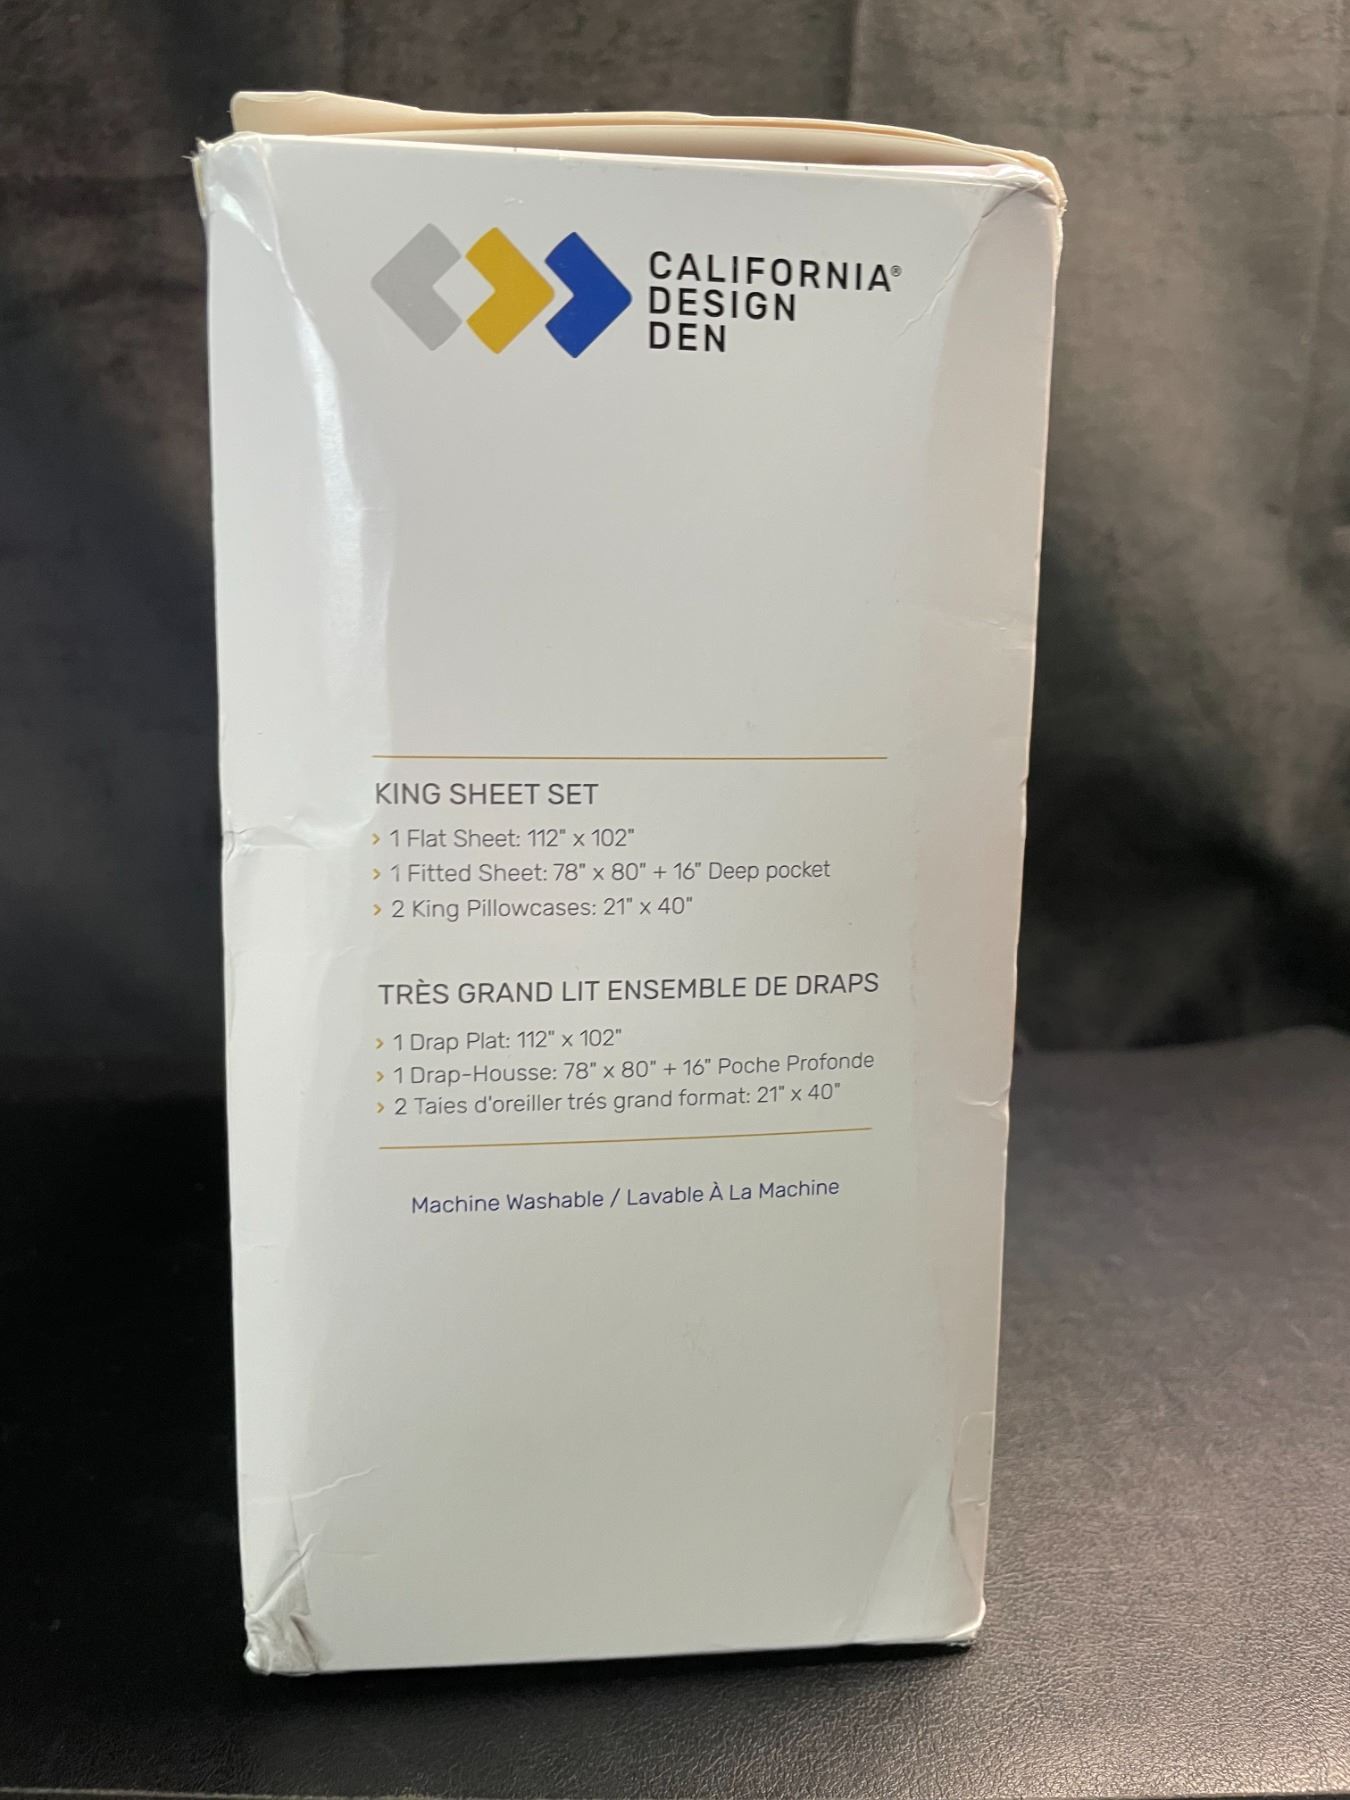 CALIFORNIA®
DESIGN
DEN
KING SHEET SET
› 1 Flat Sheet: 112" x 102"
› 1 Fitted Sheet: 78" x 80" + 16" Deep pocket
› 2 King Pillowcases: 21" x 40"
TRÈS GRAND LIT ENSEMBLE DE DRAPS
› 1 Drap Plat: 112" x 102"
› 1 Drap-Housse: 78" x 80" + 16" Poche Profonde
› 2 Taies d'oreiller trés grand format: 21" x 40"
Machine Washable / Lavable À La Machine